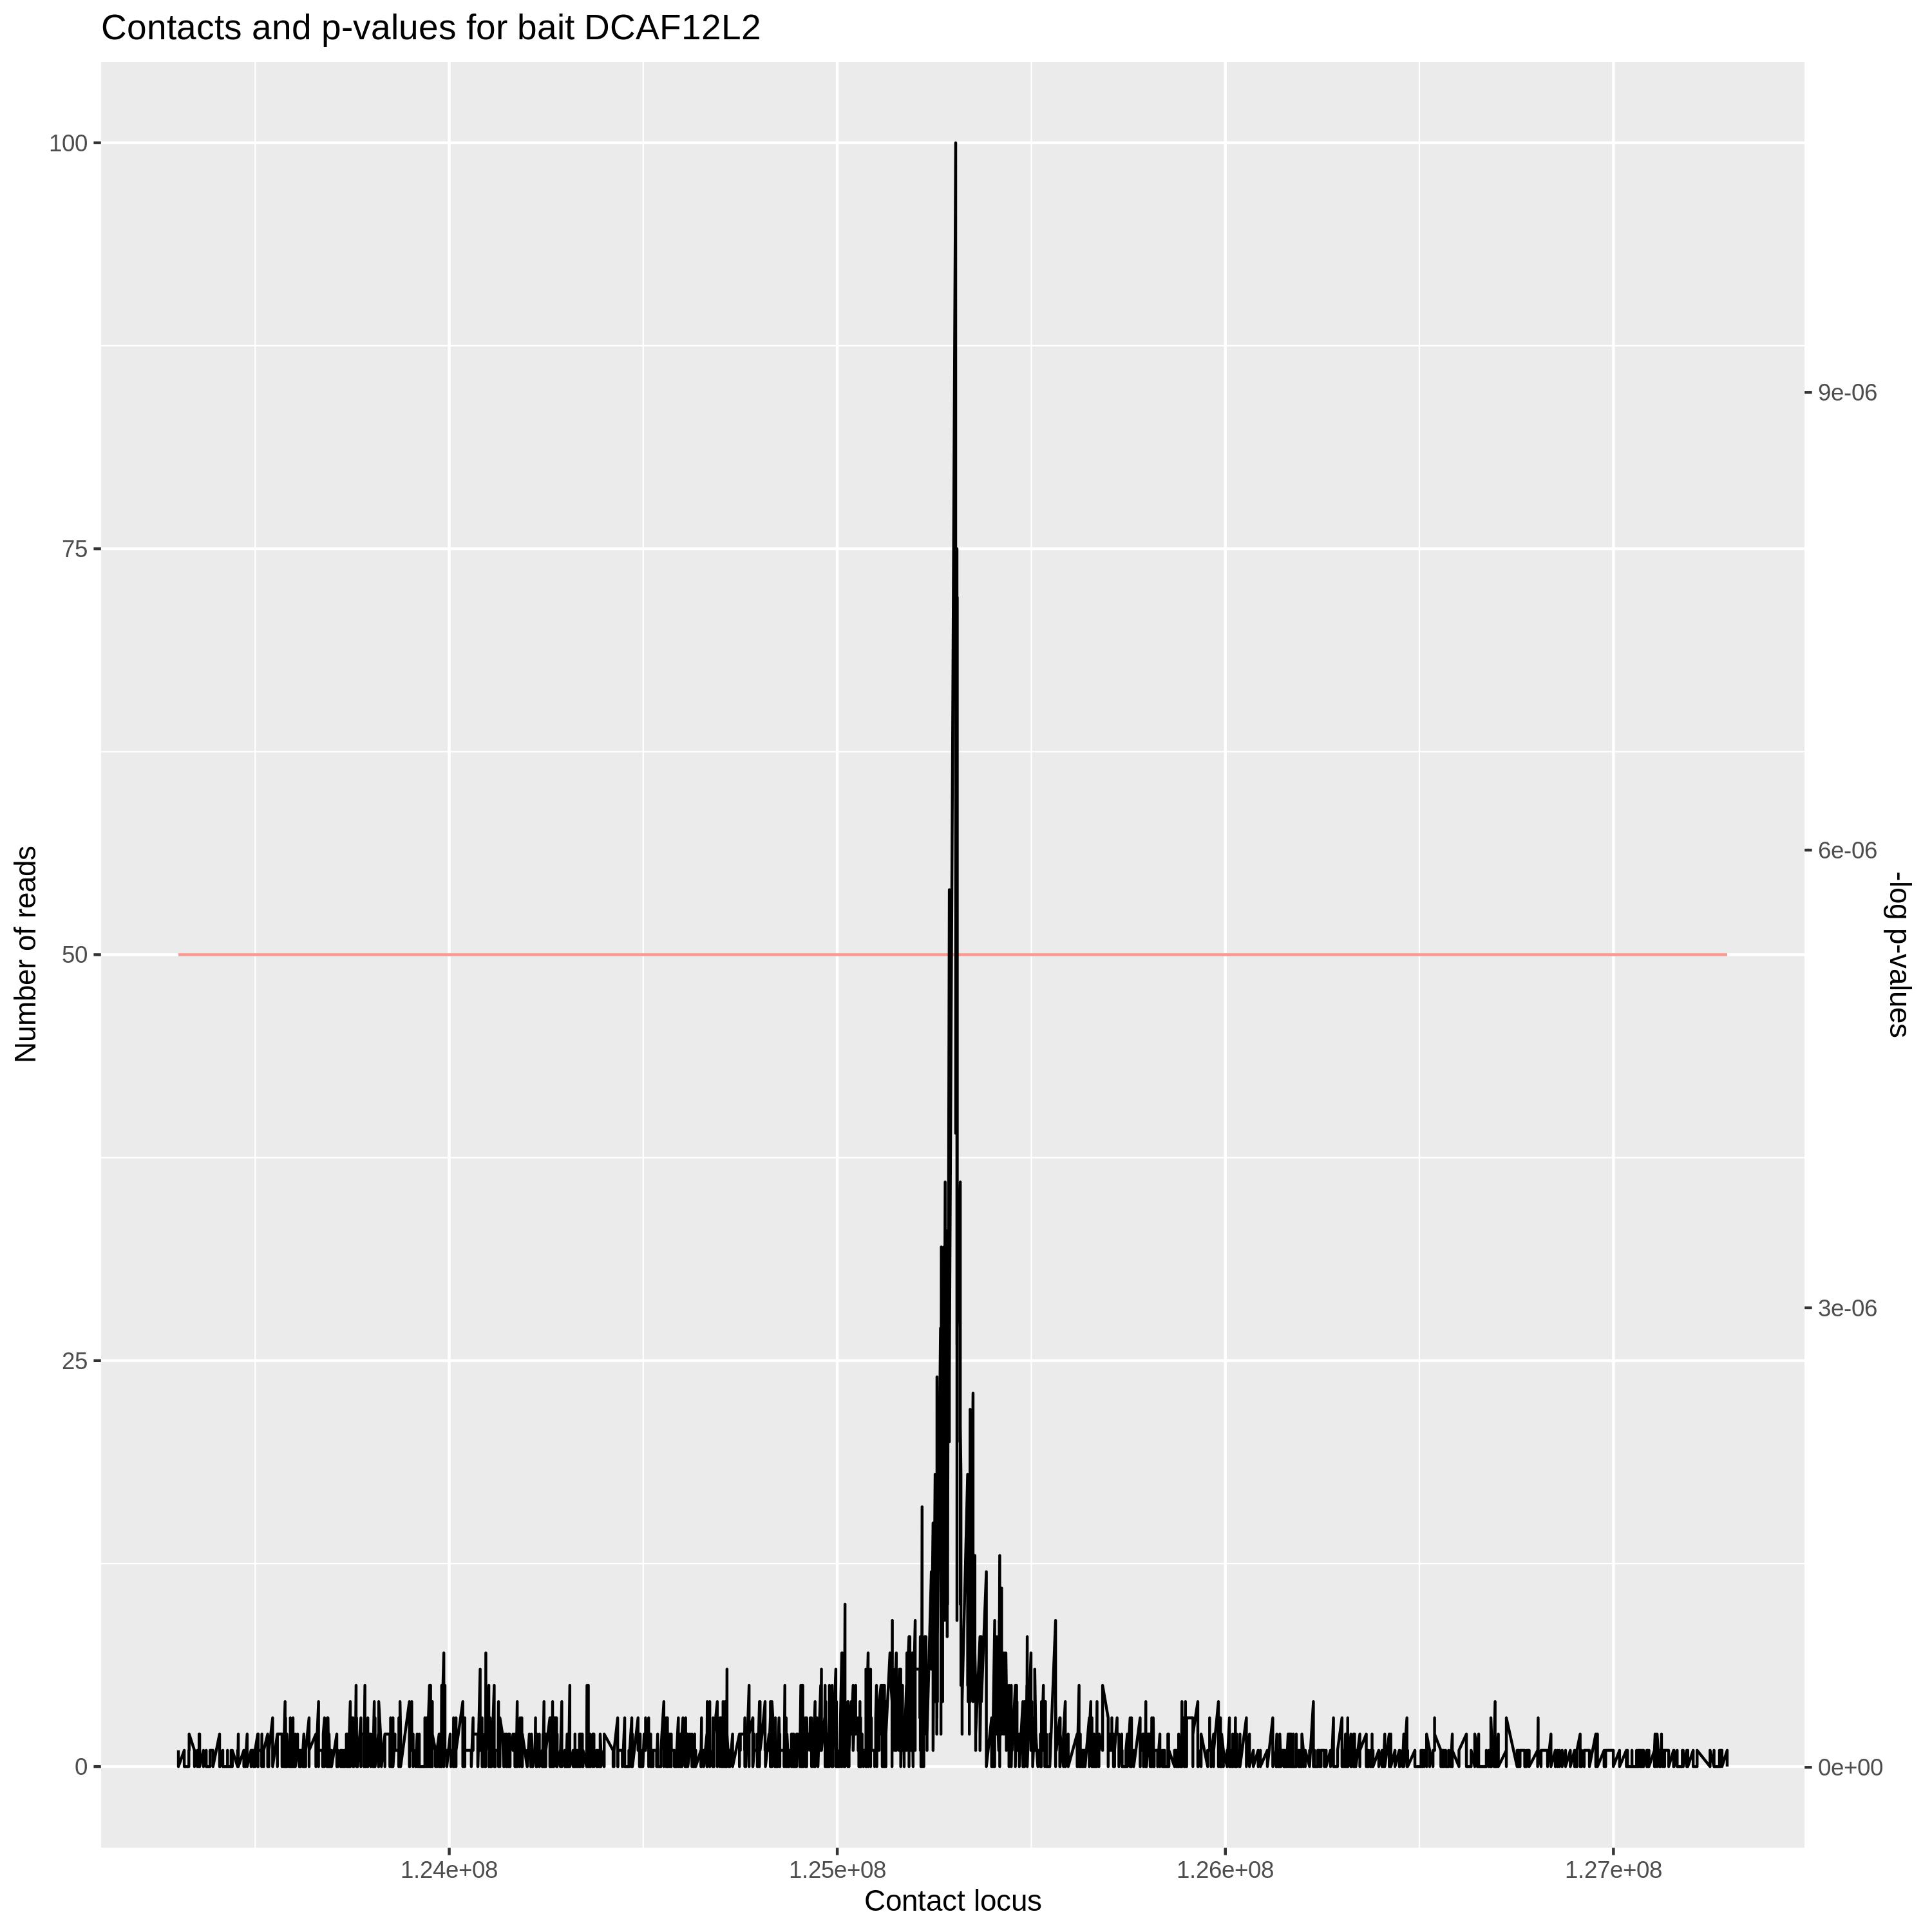 Contacts and p-values for bait DCAF12L2
100
75
50
25
0
Number of reads
9e-06
6e-06
3e-06
0e+00
-log p-values
1.24e+08
1.25e+08
1.26e+08
1.27e+08
Contact locus